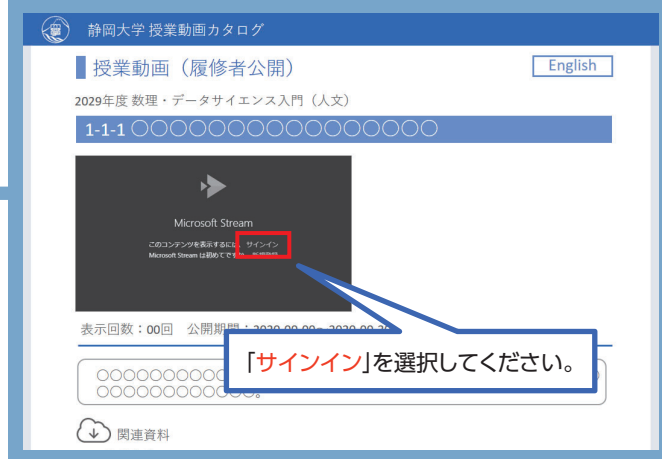 静岡大学 授業動画カタログ
授業動画（履修者公開）
English
2029年度 数理・データサイエンス入門（人文）
1-1-1 〇〇〇〇〇〇〇〇〇〇〇〇〇〇〇〇
Microsoft Stream
このコンテンツを表示するには、 サインイン
Microsoft Stream は初めてですか
表示回数：00回 公開期間：
「サインイン」を選択してください。
関連資料